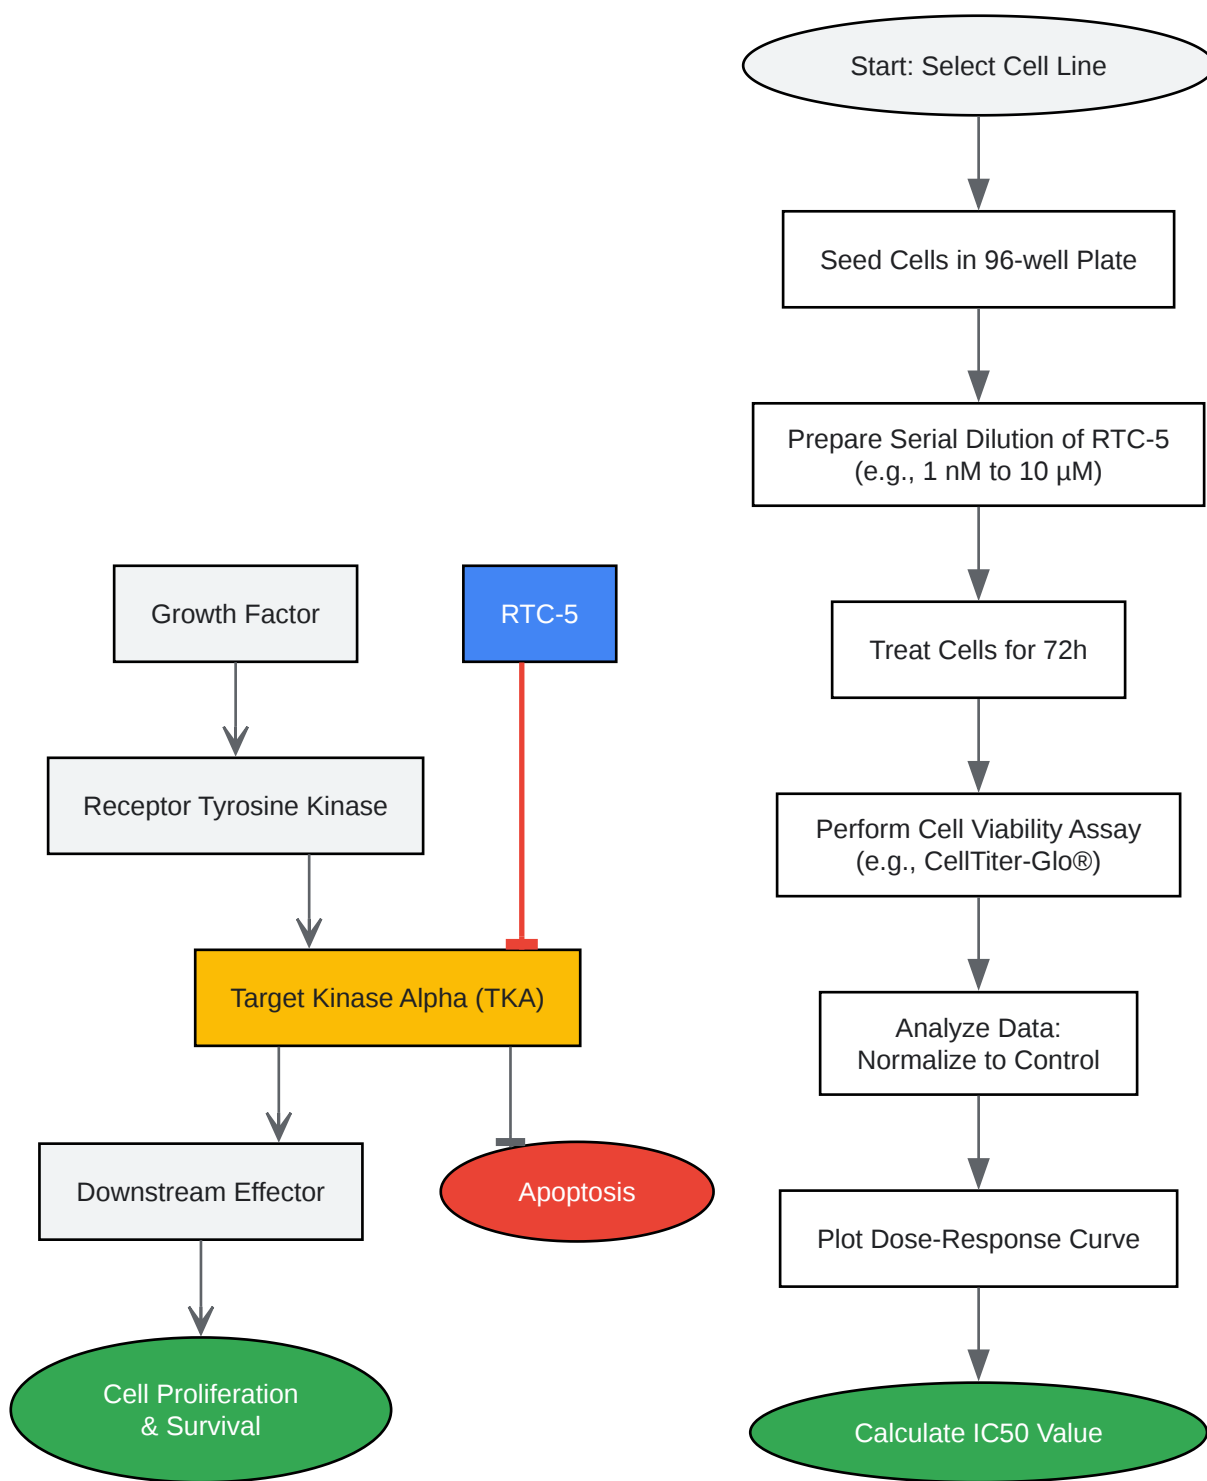 Growth Factor
RTC-5
Receptor Tyrosine Kinase
Target Kinase Alpha (TKA)
Downstream Effector
Apoptosis
Cell Proliferation
& Survival
Start: Select Cell Line
Seed Cells in 96-well Plate
Prepare Serial Dilution of RTC-5
(e.g., 1 nM to 10 µM)
Treat Cells for 72h
Perform Cell Viability Assay
(e.g., CellTiter-Glo®)
Analyze Data:
Normalize to Control
Plot Dose-Response Curve
Calculate IC50 Value